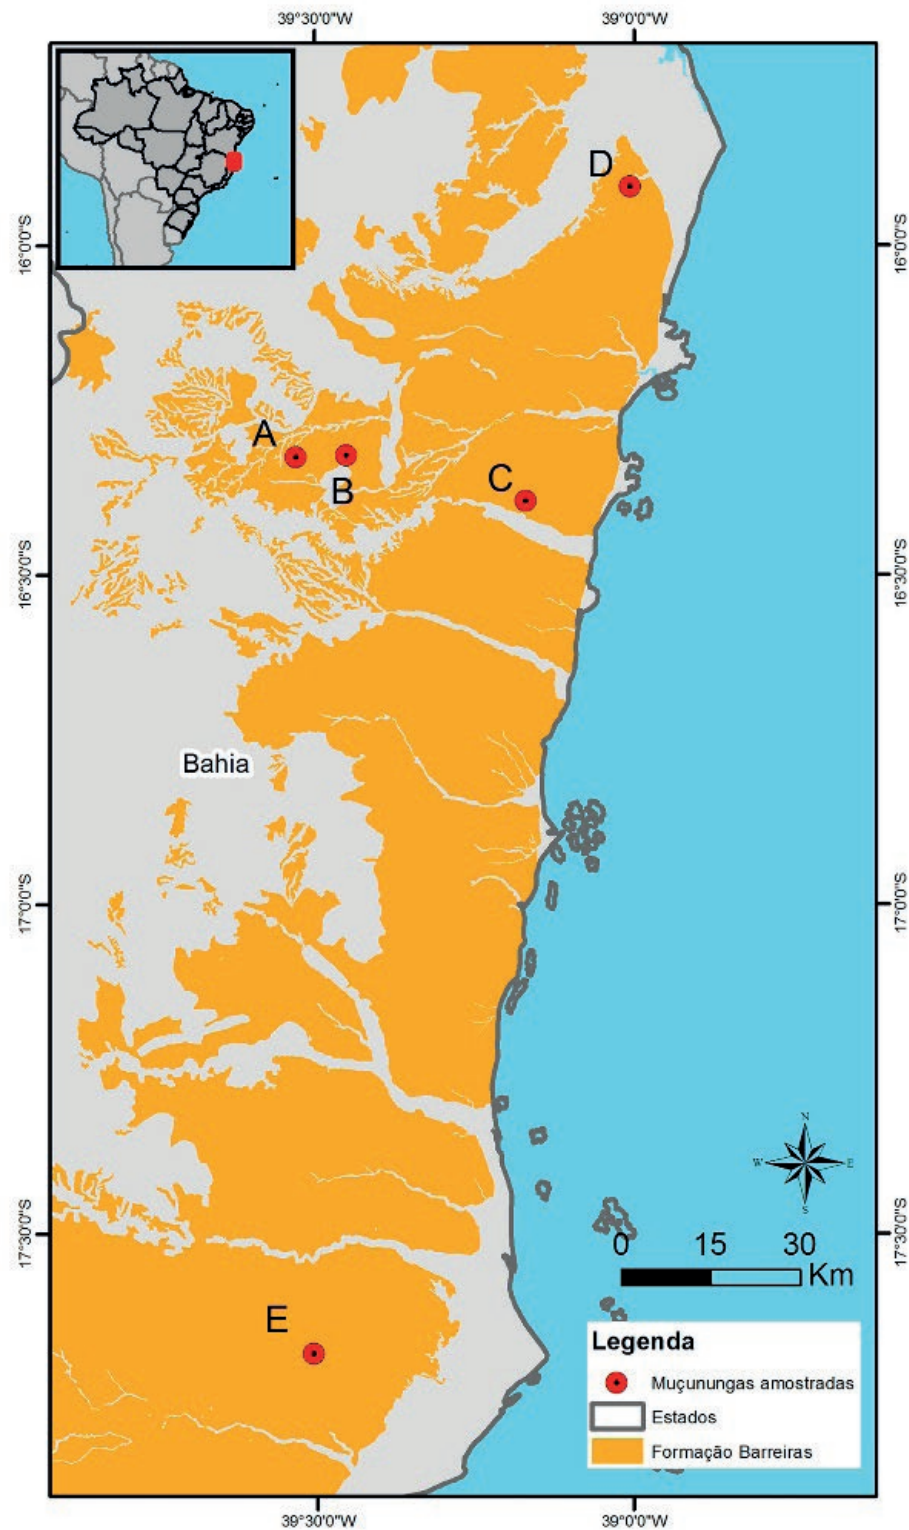 39°30'0"W 39°0'0"W
D
16°0'0"S 16°0'0"S
A
B
C
16°30'0"S 16°30'0"S
Bahia
17°0'0"S 17°0'0"S
N
W E
S
17°30'0"S 17°30'0"S
0 15 30
Km
E
Legenda
Muçunungas amostradas
Estados
Formação Barreiras
39°30'0"W 39°0'0"W